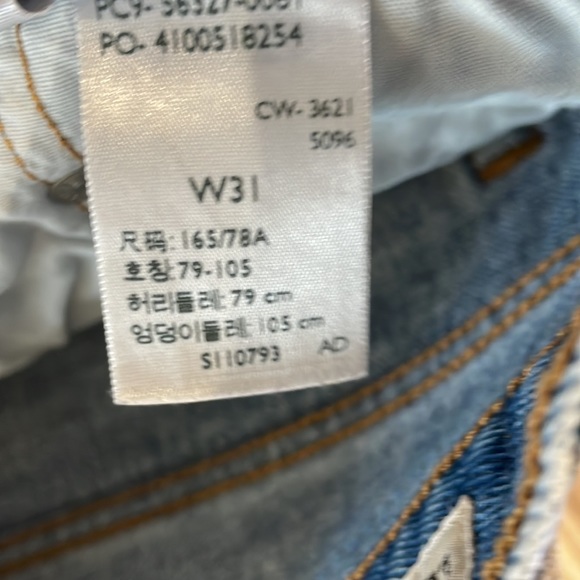 PO- 4100518254
CW- 3621
5096
W31
尺码: 165/78A
호칭:79-105
허리둘레: 79 cm
엉덩이둘레: 105 cm
S110793 AD